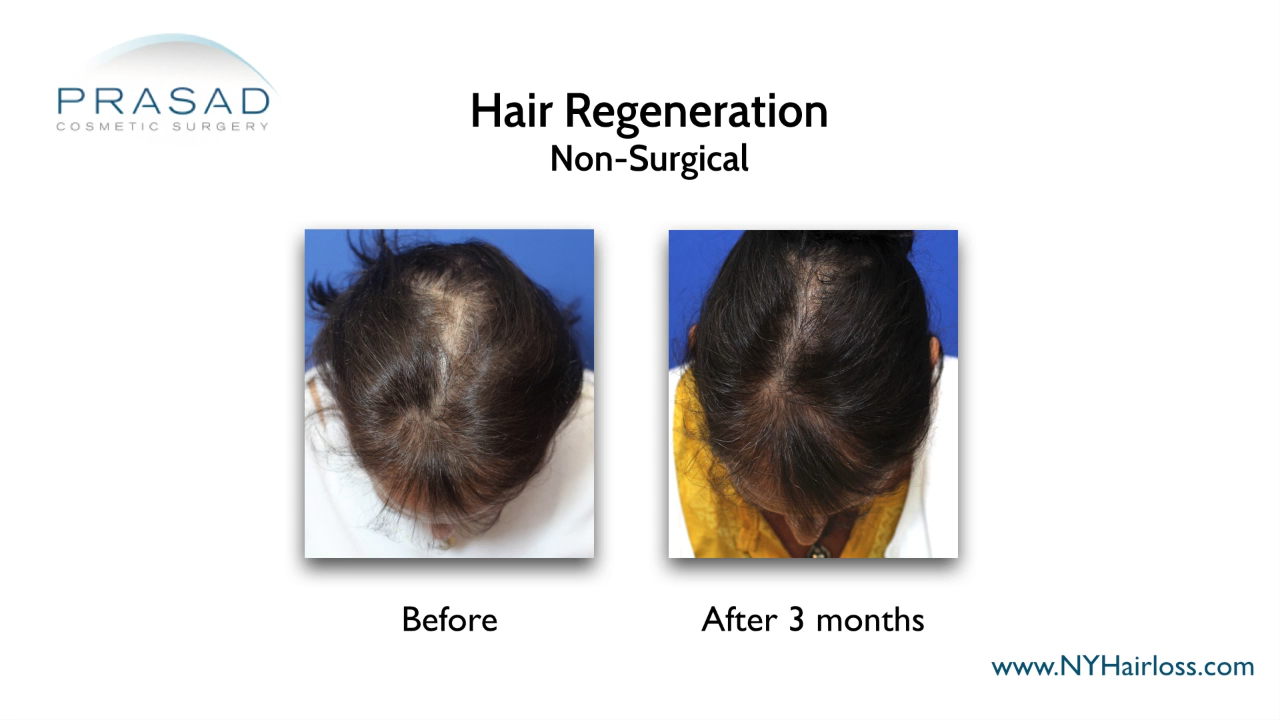 PRASAD
COSMETIC SURGERY
Hair Regeneration
Non-Surgical
Before
After 3 months
www.NYHairloss.com